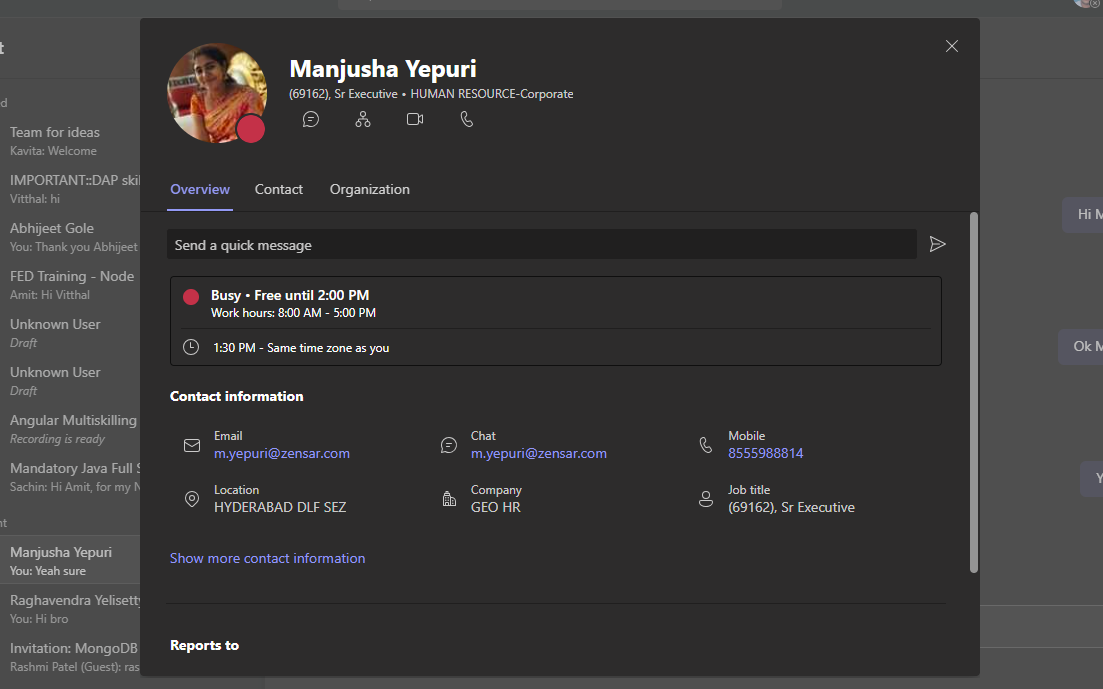 Manjusha Yepuri
(69162), Sr Executive • HUMAN RESOURCE-Corporate
Overview Contact Organization
Send a quick message
Busy • Free until 2:00 PM
Work hours: 8:00 AM - 5:00 PM
1:30 PM - Same time zone as you
Contact information
Email
m.yepuri@zensar.com
Chat
m.yepuri@zensar.com
Mobile
8555988814
Location
HYDERABAD DLF SEZ
Company
GEO HR
Job title
(69162), Sr Executive
Show more contact information
Reports to
Team for ideas
Kavita: Welcome
IMPORTANT::DAP skil
Vitthal: hi
Abhijeet Gole
You: Thank you Abhijeet
FED Training - Node
Amit: Hi Vitthal
Unknown User
Draft
Unknown User
Draft
Angular Multiskilling
Recording is ready
Mandatory Java Full S
Sachin: Hi Amit, for my N
Manjusha Yepuri
You: Yeah sure
Raghavendra Yelisetty
You: Hi bro
Invitation: MongoDB
Rashmi Patel (Guest): ras
Hi M
Ok M
Y